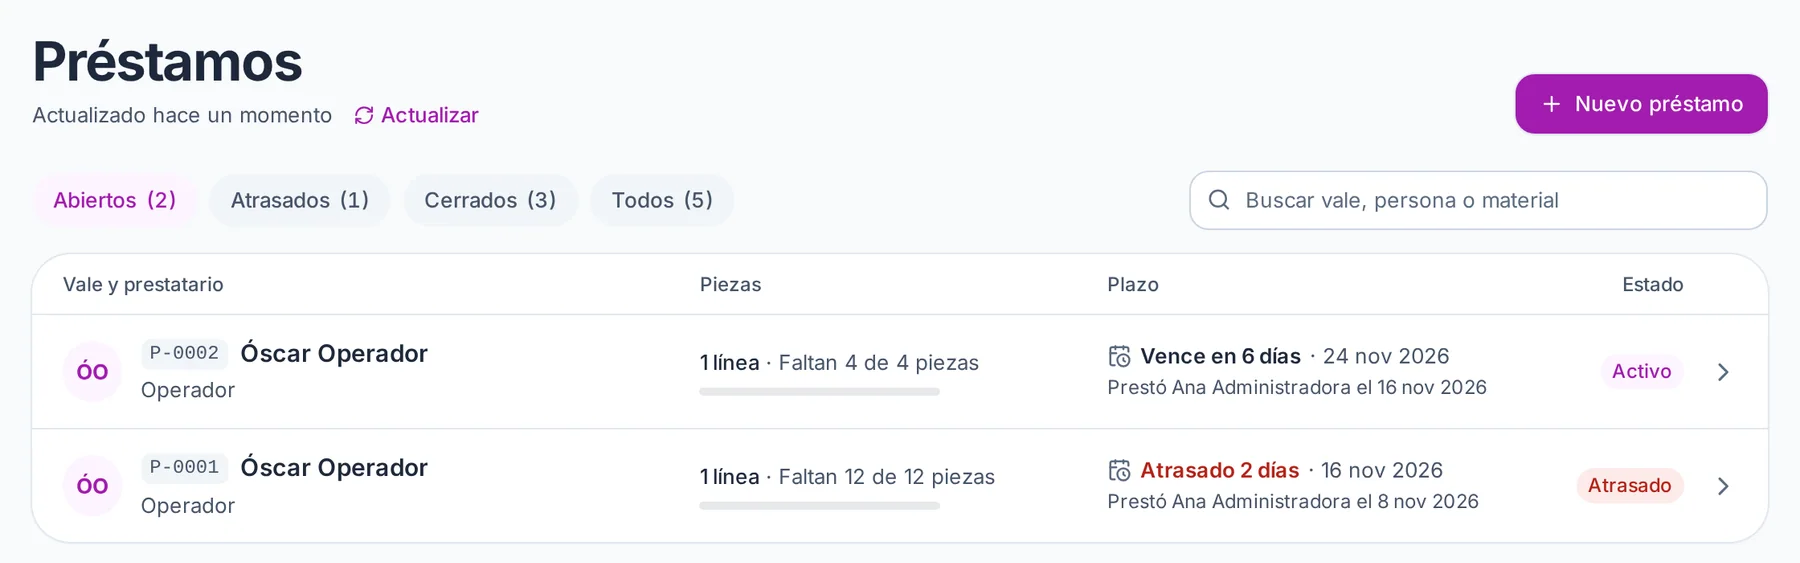 Préstamos
Actualizado hace un momento Actualizar
+ Nuevo préstamo
Abiertos (2) Atrasados (1) Cerrados (3) Todos (5)
Buscar vale, persona o material
Vale y prestatario Piezas Plazo Estado
ÓO P-0002 Óscar Operador
Operador
1 línea · Faltan 4 de 4 piezas
Vence en 6 días · 24 nov 2026
Prestó Ana Administradora el 16 nov 2026
Activo
ÓO P-0001 Óscar Operador
Operador
1 línea · Faltan 12 de 12 piezas
Atrasado 2 días · 16 nov 2026
Prestó Ana Administradora el 8 nov 2026
Atrasado